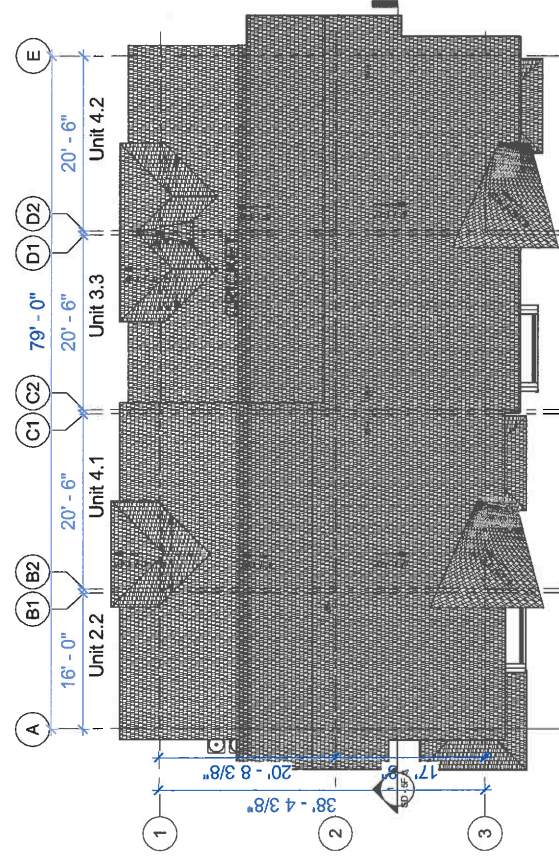 A B1 B2 C1 C2 D1 D2 E
79' - 0"
16' - 0" 20' - 6" 20' - 6" 20' - 6"
Unit 2.2 Unit 4.1 Unit 3.3 Unit 4.2
1
20' - 8 3/8"
38' - 4 3/8"
2
17' - 8"
3